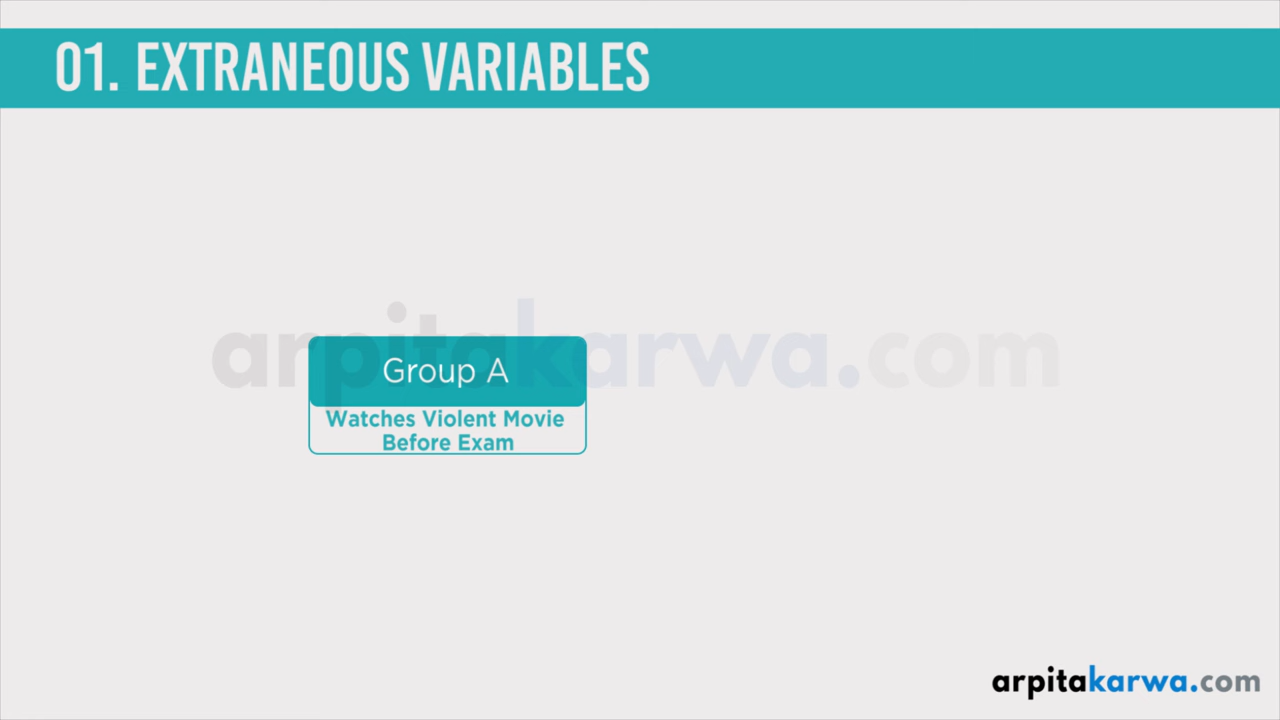 01. EXTRANEOUS VARIABLES
arpitakarwa.com
Group A
Watches Violent Movie
Before Exam
arpitakarwa.com